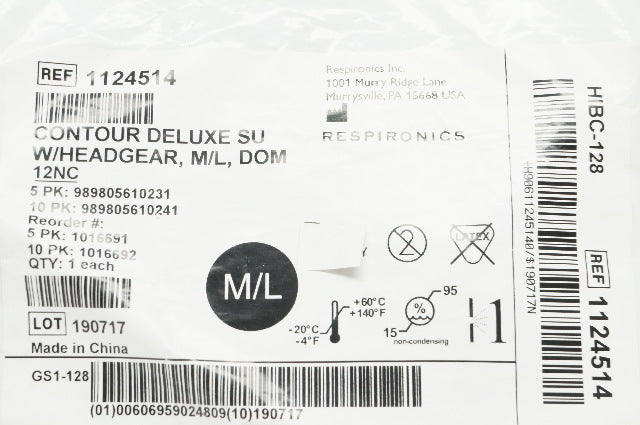 REF 1124514
Respironics Inc.
1001 Murry Ridge Lane
Murrysville, PA 15668 USA
RESPIRONICS
CONTOUR DELUXE SU
W/HEADGEAR, M/L, DOM
12NC
5 PK: 989805610231
10 PK: 989805610241
Reorder #:
5 PK: 1016691
10 PK: 1016692
QTY: 1 each
M/L
2
LATEX
+60°C
+140°F
-20°C
-4°F
%
95
15
non-condensing
1
LOT 190717
Made in China
GS1-128
(01)00606959024809(10)190717
HIBC-128
+H90611245140/$190717N
REF 1124514